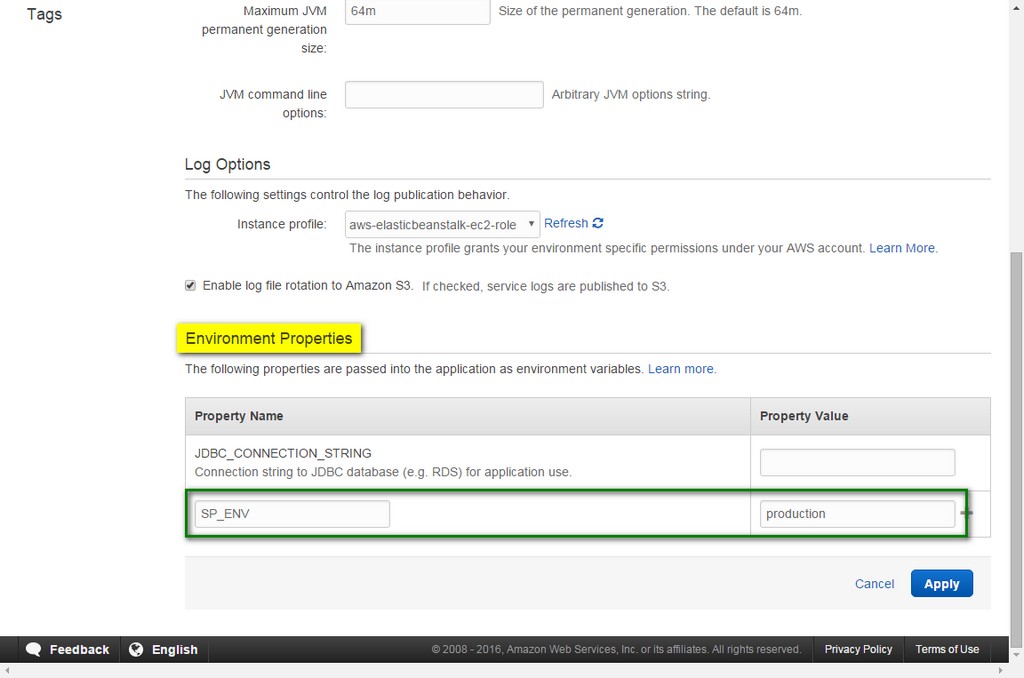 Tags
Maximum JVM
permanent generation
size:
64m
Size of the permanent generation. The default is 64m.
JVM command line
options:
Arbitrary JVM options string.
Log Options
The following settings control the log publication behavior.
Instance profile:
aws-elasticbeanstalk-ec2-role
Refresh
The instance profile grants your environment specific permissions under your AWS account. Learn More.
Enable log file rotation to Amazon S3. If checked, service logs are published to S3.
Environment Properties
The following properties are passed into the application as environment variables. Learn more.
Property Name
Property Value
JDBC_CONNECTION_STRING
Connection string to JDBC database (e.g. RDS) for application use.
SP_ENV
production
Cancel
Apply
Feedback
English
© 2008 - 2016, Amazon Web Services, Inc. or its affiliates. All rights reserved.
Privacy Policy
Terms of Use